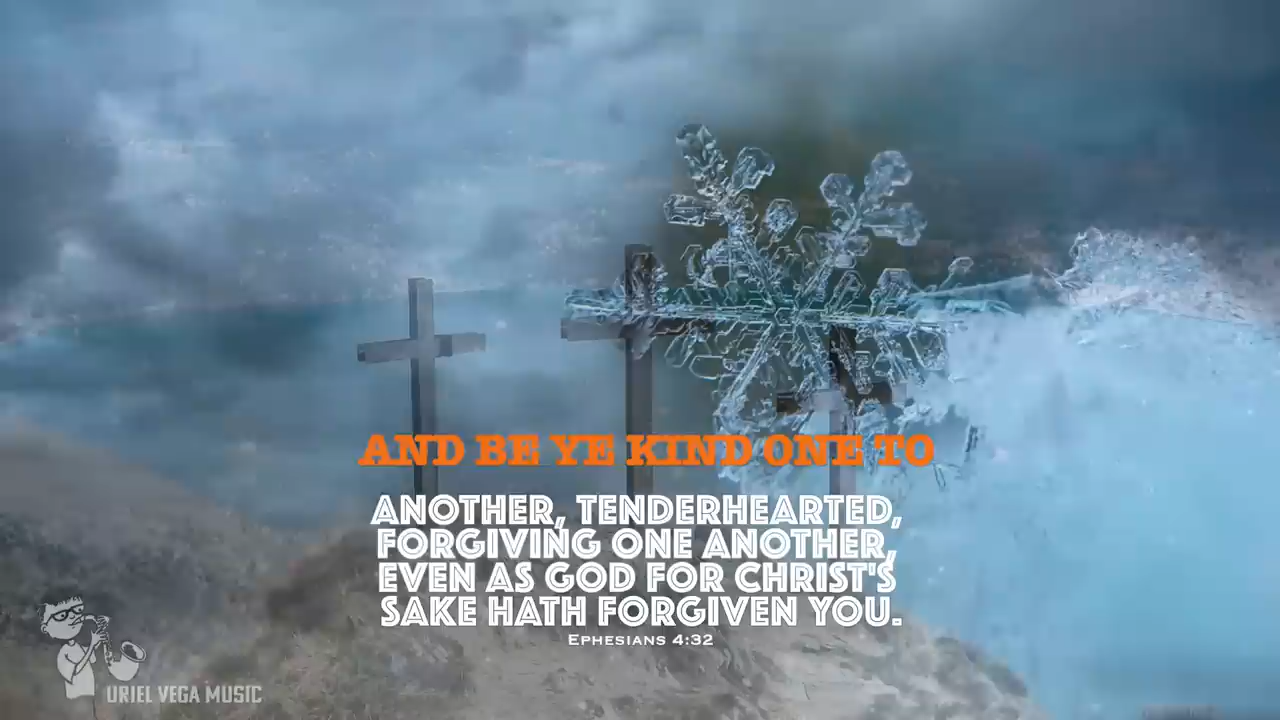 AND BE YE KIND ONE TO
ANOTHER, TENDERHEARTED,
FORGIVING ONE ANOTHER,
EVEN AS GOD FOR CHRIST'S
SAKE HATH FORGIVEN YOU.
EPHESIANS 4:32
URIEL VEGA MUSIC